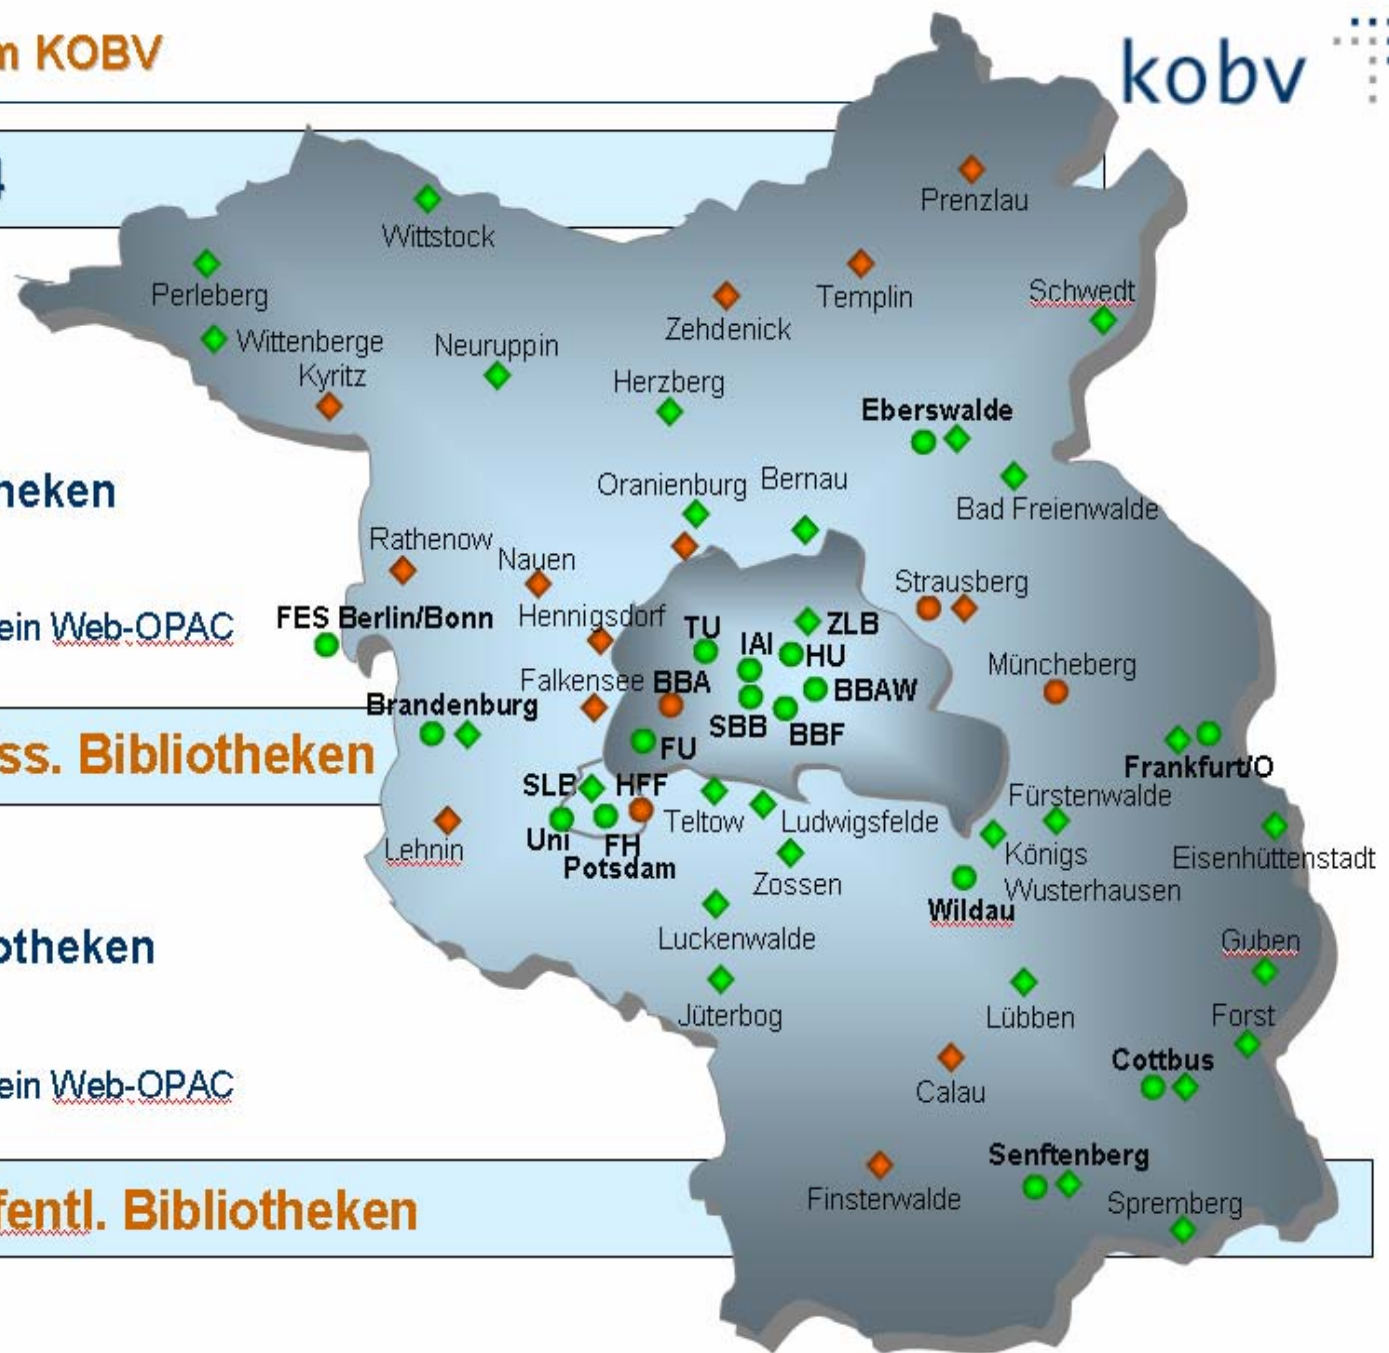 m KOBV
kobv
4
Prenzlau
Wittstock
Perleberg
Templin
Schwedt
Zehdenick
Wittenberge
Neuruppin
Kyritz
Herzberg
Eberswalde
heken
Oranienburg
Bernau
Bad Freienwalde
Rathenow
Nauen
Strausberg
ein Web-OPAC
FES Berlin/Bonn
Hennigsdorf
TU
IAI
ZLB
HU
Müncheberg
Falkensee
BBA
BBAW
Brandenburg
SBB
BBF
FU
ss. Bibliotheken
Frankfurt/O
SLB
HFF
Fürstenwalde
Teltow
Ludwigsfelde
Uni
FH
Potsdam
Lehnin
Königs
Wusterhausen
Eisenhüttenstadt
Zossen
Wildau
Luckenwalde
otheken
Guben
Jüterbog
Lübben
Forst
Cottbus
ein Web-OPAC
Calau
Senftenberg
Finsterwalde
Spremberg
fentl. Bibliotheken